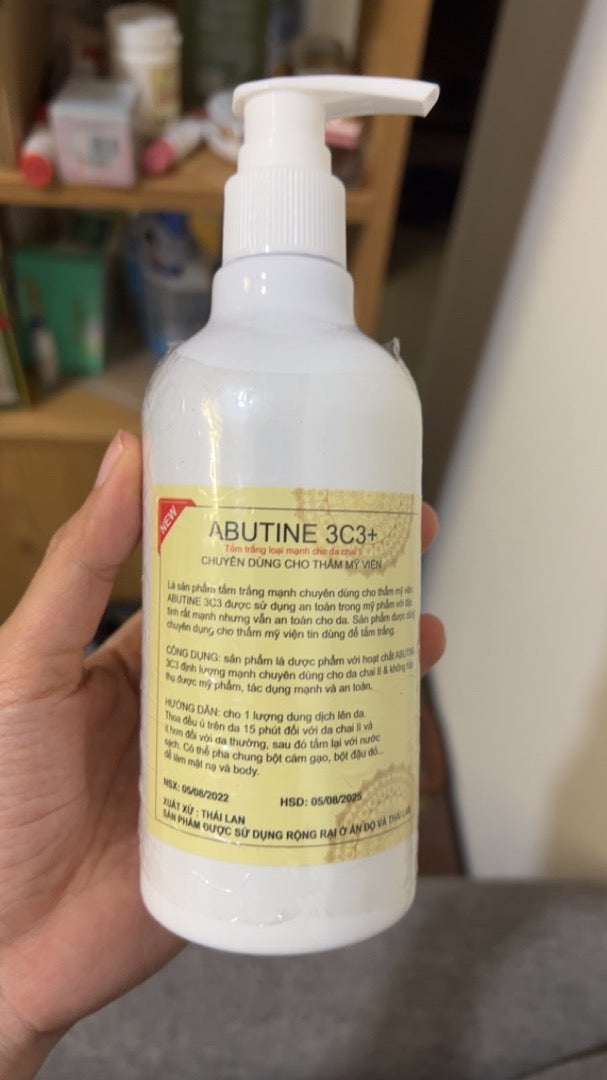 NEW
ABUTINE 3C3+
Tắm trắng loại mạnh cho da chai lì
CHUYÊN DÙNG CHO THẨM MỸ VIỆN
Là sản phẩm tắm trắng mạnh chuyên dùng cho thẩm mỹ viện
ABUTINE 3C3 được sử dụng an toàn trong mỹ phẩm với đặc
tính rất mạnh nhưng vẫn an toàn cho da. Sản phẩm được dùng
chuyên dụng cho thẩm mỹ viện tin dùng để tắm trắng.
CÔNG DỤNG: sản phẩm là dược phẩm với hoạt chất ABUTINE
3C3 định lượng mạnh chuyên dùng cho da chai lì & không hấp
thụ được mỹ phẩm, tác dụng mạnh và an toàn.
HƯỚNG DẪN: cho 1 lượng dung dịch lên da.
Thoa đều ủ trên da 15 phút đối với da chai lì và
ít hơn đối với da thường, sau đó tắm lại với nước
sạch. Có thể pha chung bột cám gạo, bột đậu đỏ...
để làm mặt nạ và body.
NSX: 05/08/2022 HSD: 05/08/2025
XUẤT XỨ : THÁI LAN
SẢN PHẨM ĐƯỢC SỬ DỤNG RỘNG RÃI Ở ẤN ĐỘ VÀ THÁI LAN